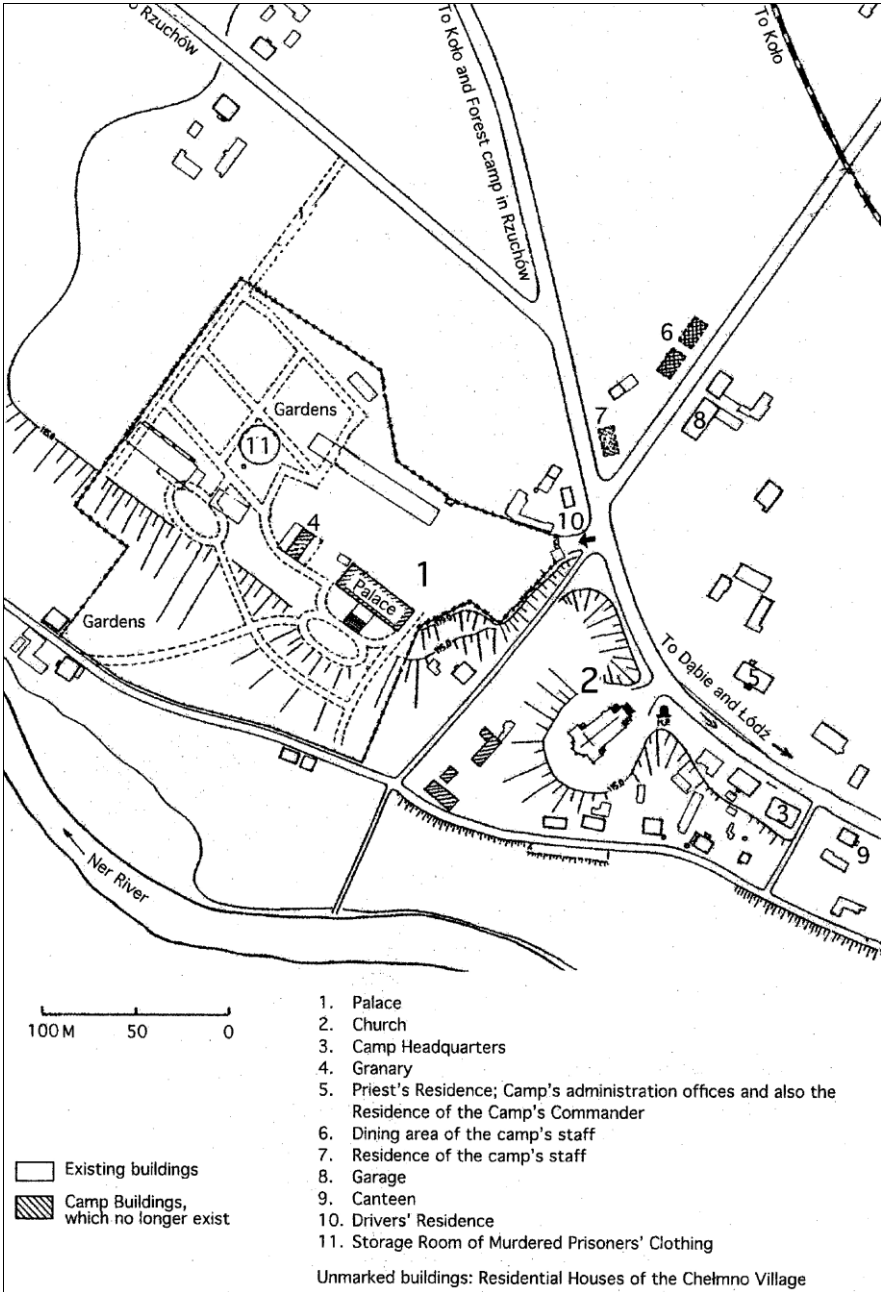 o Rzuchów
To Koło and Forest camp in Rzuchów
To Koło
6
7
8
Gardens
11
4
10
1
Palace
Gardens
2
To Dąbie and Łódź
5
3
9
Ner River
100 M 50 0
1. Palace
2. Church
3. Camp Headquarters
4. Granary
5. Priest's Residence; Camp's administration offices and also the
Residence of the Camp's Commander
6. Dining area of the camp's staff
7. Residence of the camp's staff
8. Garage
9. Canteen
10. Drivers' Residence
11. Storage Room of Murdered Prisoners' Clothing
Existing buildings
Camp Buildings,
which no longer exist
Unmarked buildings: Residential Houses of the Chełmno Village